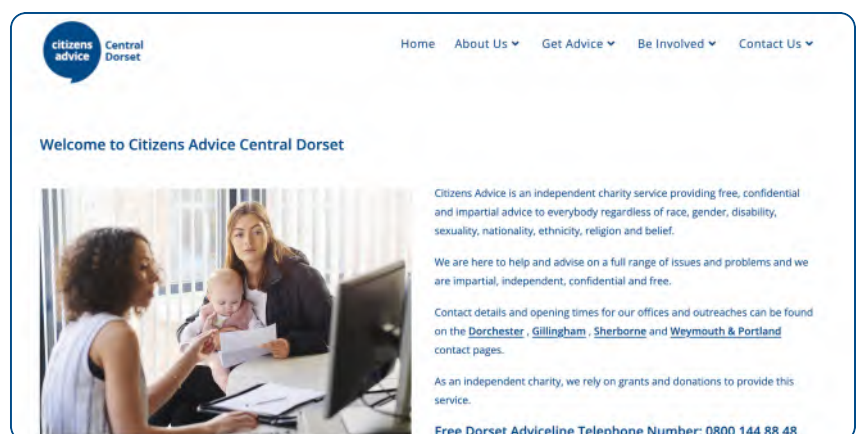 citizens advice Central Dorset
Home About Us Get Advice Be Involved Contact Us
Welcome to Citizens Advice Central Dorset
Citizens Advice is an independent charity service providing free, confidential
and impartial advice to everybody regardless of race, gender, disability,
sexuality, nationality, ethnicity, religion and belief.
We are here to help and advise on a full range of issues and problems and we
are impartial, independent, confidential and free.
Contact details and opening times for our offices and outreaches can be found
on the Dorchester , Gillingham , Sherborne and Weymouth & Portland
contact pages.
As an independent charity, we rely on grants and donations to provide this
service.
Free Dorset Adviceline Telephone Number: 0800 144 88 48